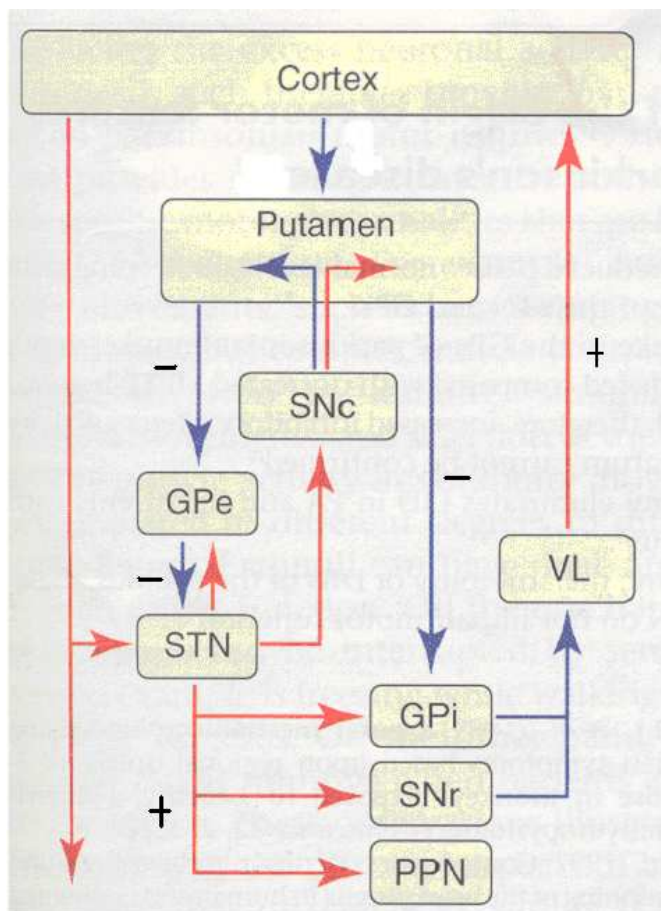 Cortex
Putamen
–
SNc
+
GPe
–
–
VL
STN
GPi
SNr
+
PPN